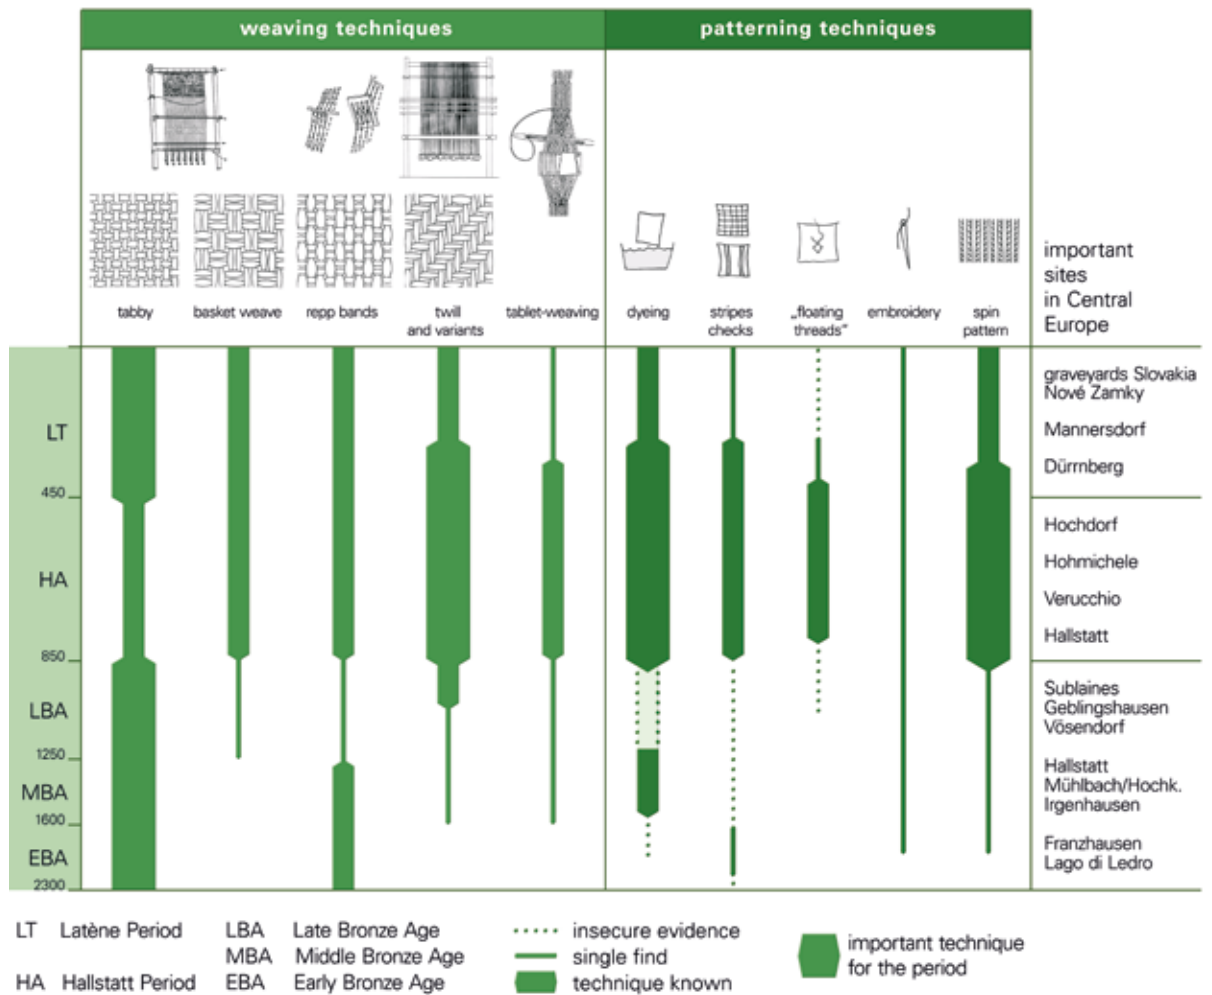 weaving techniques
patterning techniques
tabby
basket weave
repp bands
twill
and variants
tablet-weaving
dyeing
stripes
checks
„floating
threads”
embroidery
spin
pattern
important
sites
in Central
Europe
LT
450
HA
850
LBA
1250
MBA
1600
EBA
2300
graveyards Slovakia
Nové Zamky
Mannersdorf
Dürrnberg
Hochdorf
Hohmichele
Verucchio
Hallstatt
Sublaines
Geblingshausen
Vösendorf
Hallstatt
Mühlbach/Hochk.
Irgenhausen
Franzhausen
Lago di Ledro
LT Latène Period
HA Hallstatt Period
LBA Late Bronze Age
MBA Middle Bronze Age
EBA Early Bronze Age
insecure evidence
single find
technique known
important technique
for the period